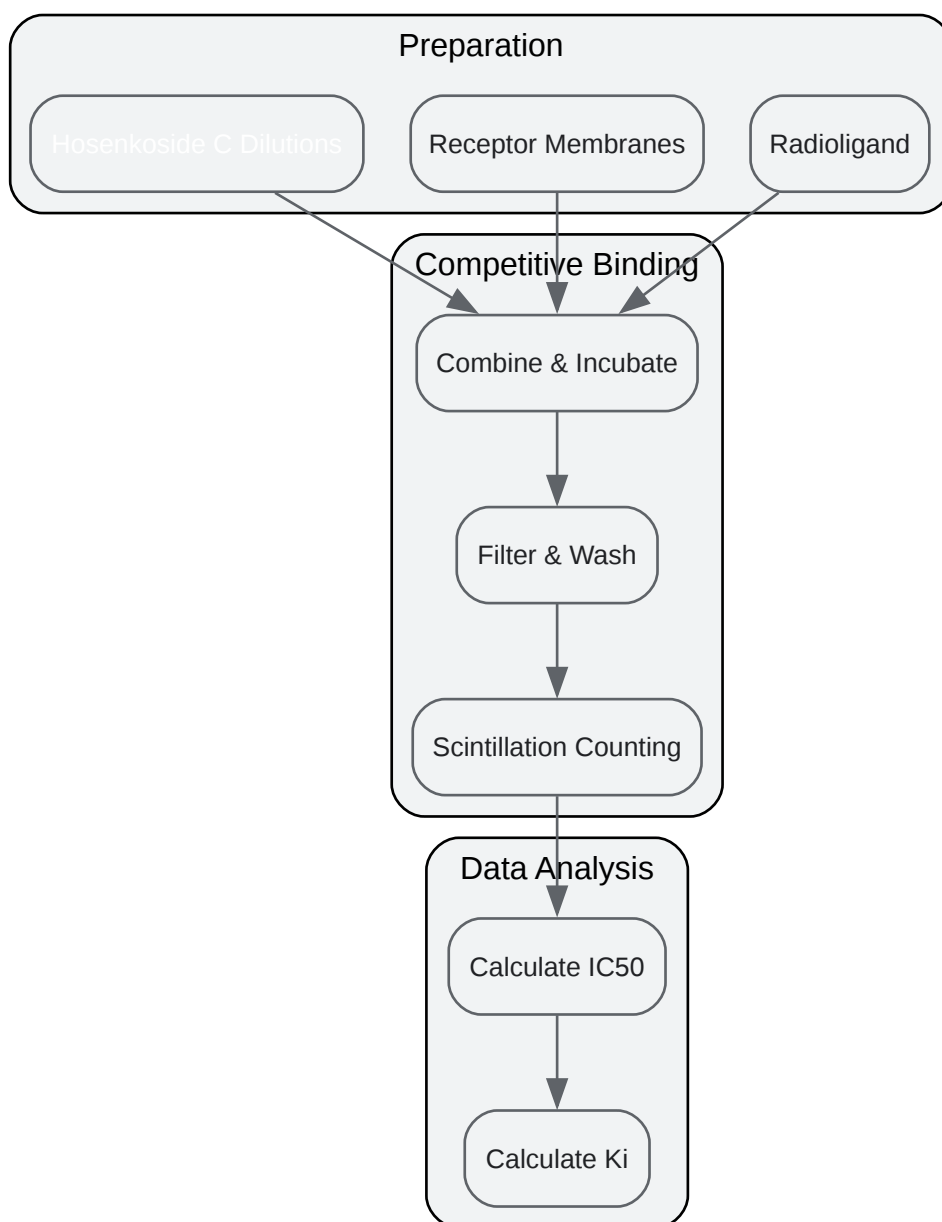 Preparation
Hosenkoside C Dilutions
Receptor Membranes
Radioligand
Competitive Binding
Combine & Incubate
Filter & Wash
Scintillation Counting
Data Analysis
Calculate IC50
Calculate Ki